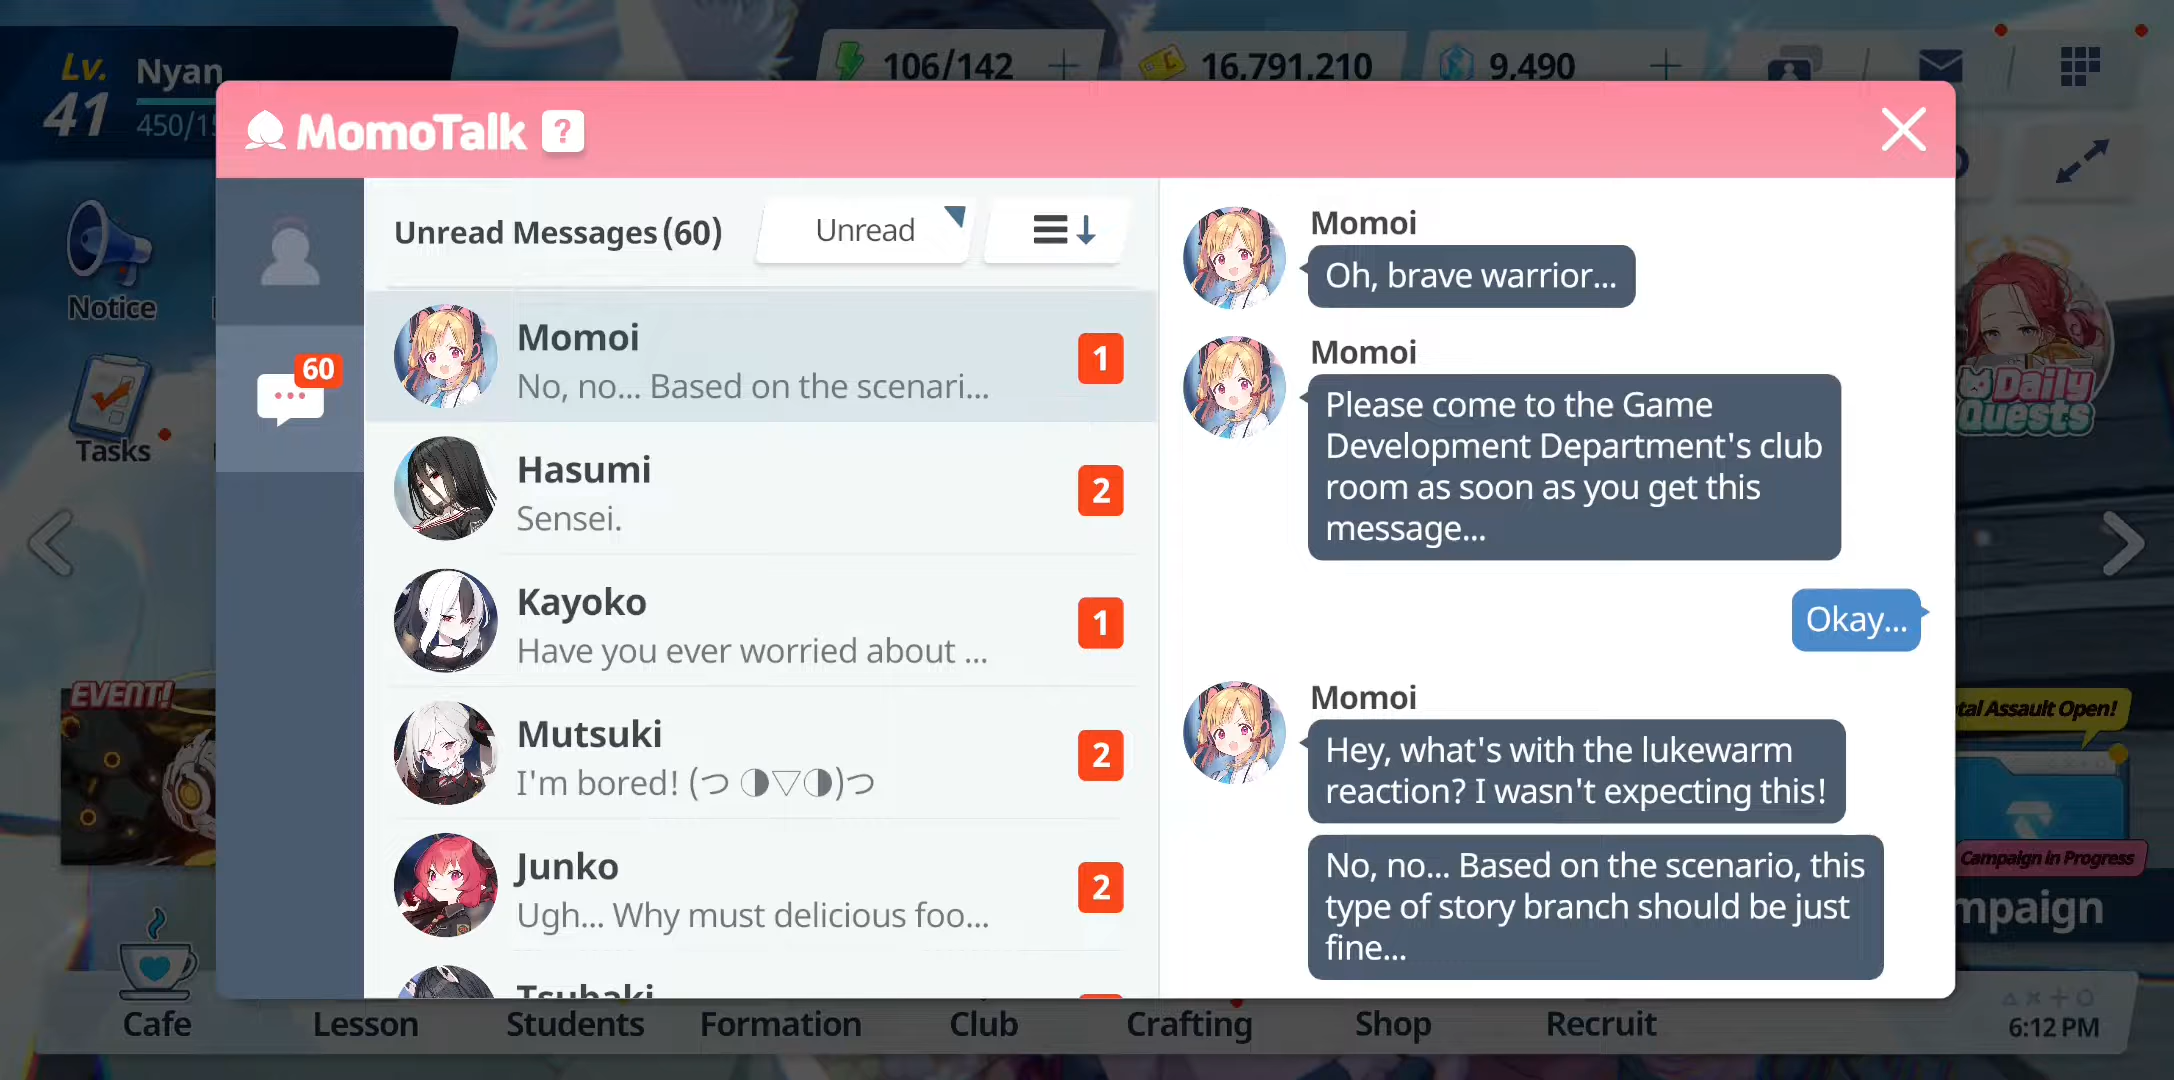 Lv.
41
Nyan
106/142
16,791,210
9,490
MomoTalk ?
Notice
Tasks
60
Unread Messages (60)
Unread
Momoi
No, no... Based on the scenari...
1
Hasumi
Sensei.
2
Kayoko
Have you ever worried about ...
1
Mutsuki
I'm bored! (つ ◑▽◑)つ
2
Junko
Ugh... Why must delicious foo...
2
Tsubaki
Momoi
Oh, brave warrior...
Momoi
Please come to the Game
Development Department's club
room as soon as you get this
message...
Okay...
Momoi
Hey, what's with the lukewarm
reaction? I wasn't expecting this!
No, no... Based on the scenario, this
type of story branch should be just
fine...
Daily
Quests
EVENT!
tal Assault Open!
Campaign in Progress
mpaign
Cafe
Lesson
Students
Formation
Club
Crafting
Shop
Recruit
6:12 PM